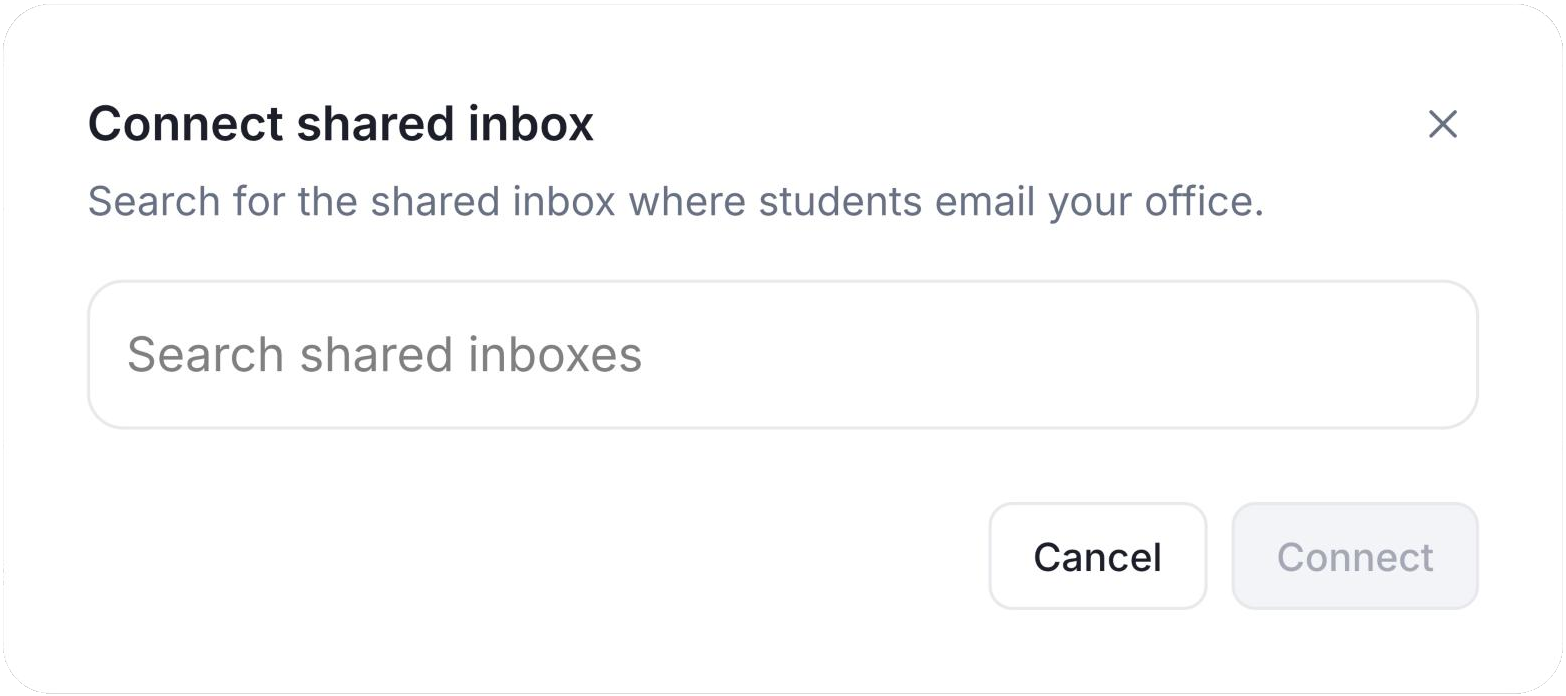 Connect shared inbox
Search for the shared inbox where students email your office.
Search shared inboxes
Cancel
Connect